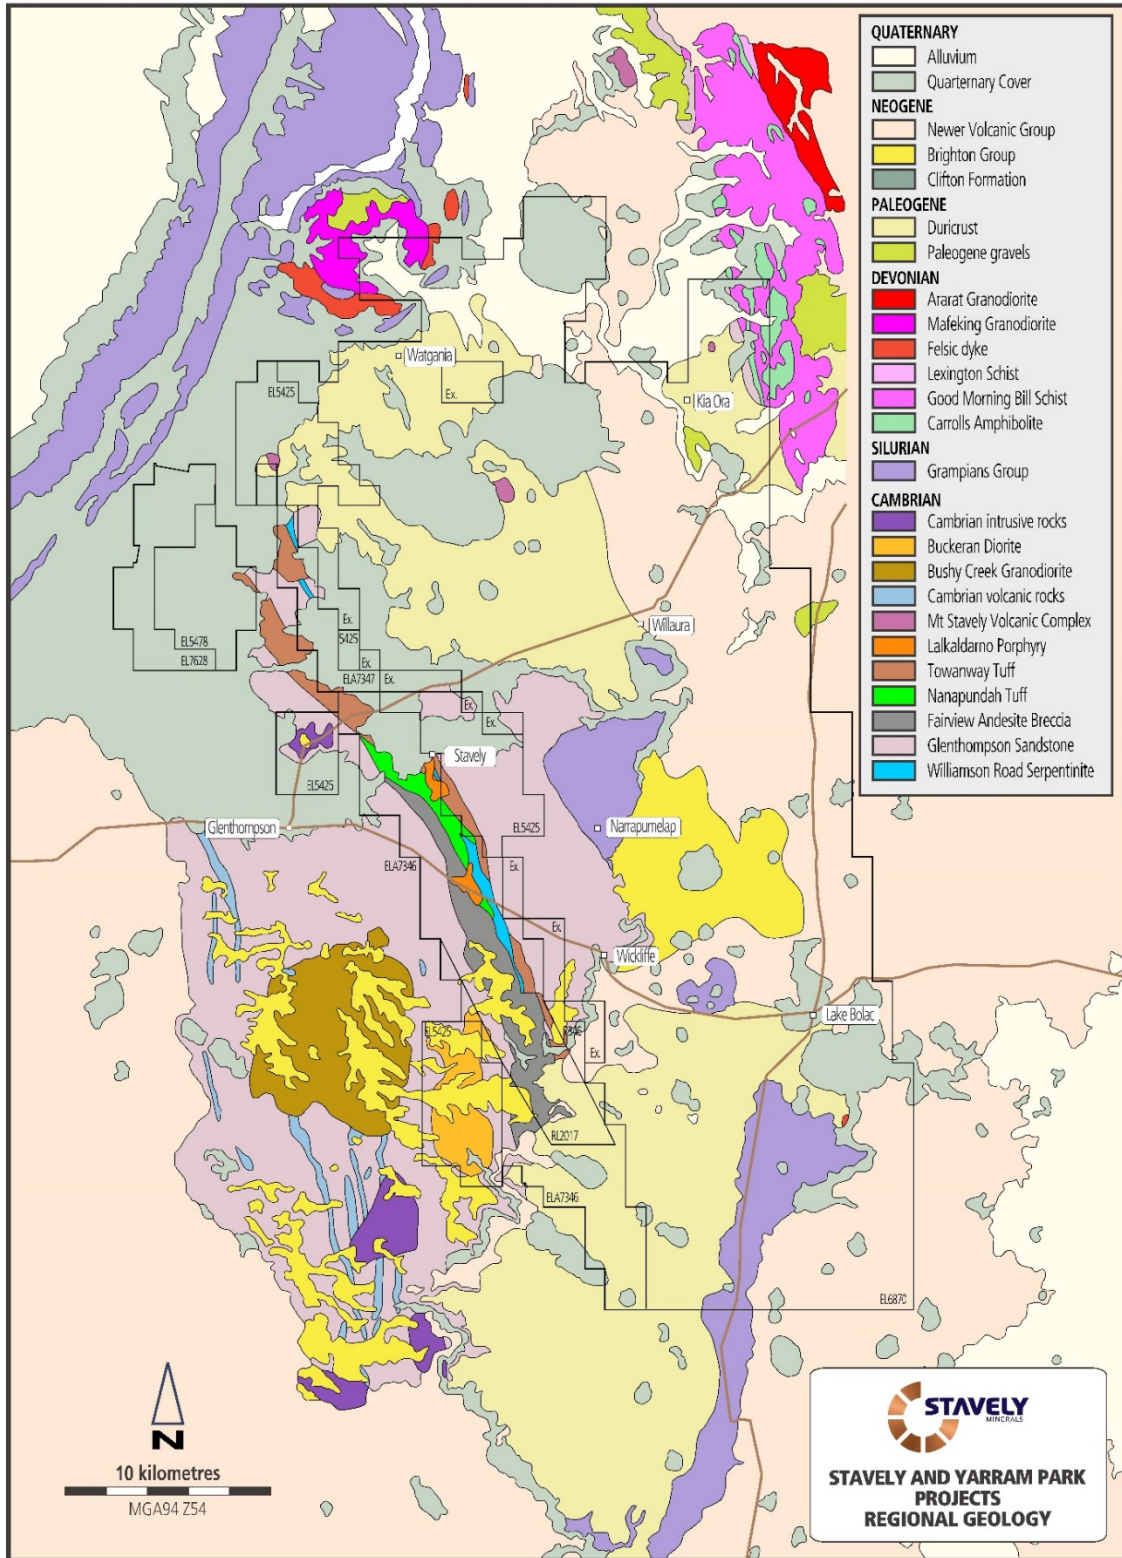 QUATERNARY
Alluvium
Quarternary Cover
NEOGENE
Newer Volcanic Group
Brighton Group
Clifton Formation
PALEOGENE
Duricrust
Paleogene gravels
DEVONIAN
Ararat Granodiorite
Mafeking Granodiorite
Felsic dyke
Lexington Schist
Good Morning Bill Schist
Carrolls Amphibolite
SILURIAN
Grampians Group
CAMBRIAN
Cambrian intrusive rocks
Buckeran Diorite
Bushy Creek Granodiorite
Cambrian volcanic rocks
Mt Stavely Volcanic Complex
Lalkaldarno Porphyry
Towanway Tuff
Nanapundah Tuff
Fairview Andesite Breccia
Glenthompson Sandstone
Williamson Road Serpentinite
Watgania
EL5425
Ex.
Ex.
Kia Ora
Willaura
EL5478
EL7628
Ex.
5425
Ex.
ELA7347
Ex.
Ex.
Ex.
Stavely
EL5425
EL5425
Glenthompson
Narrapumelap
ELA7346
Ex.
Ex.
Wickliffe
Lake Bolac
EL5425
Ex.
RL2017
ELA7346
EL6870
N
10 kilometres
MGA94 Z54
STAVELY
MINERALS
STAVELY AND YARRAM PARK
PROJECTS
REGIONAL GEOLOGY